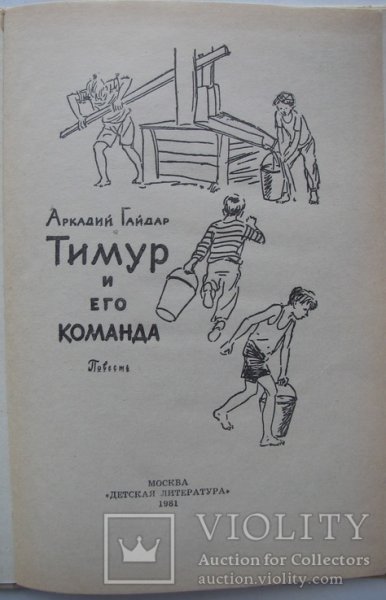 Аркадий Гайдар
Тимур
и
его
команда
Повесть
МОСКВА
«ДЕТСКАЯ ЛИТЕРАТУРА»
1981
VIOLITY
Auction for Collectors
auction.violity.com